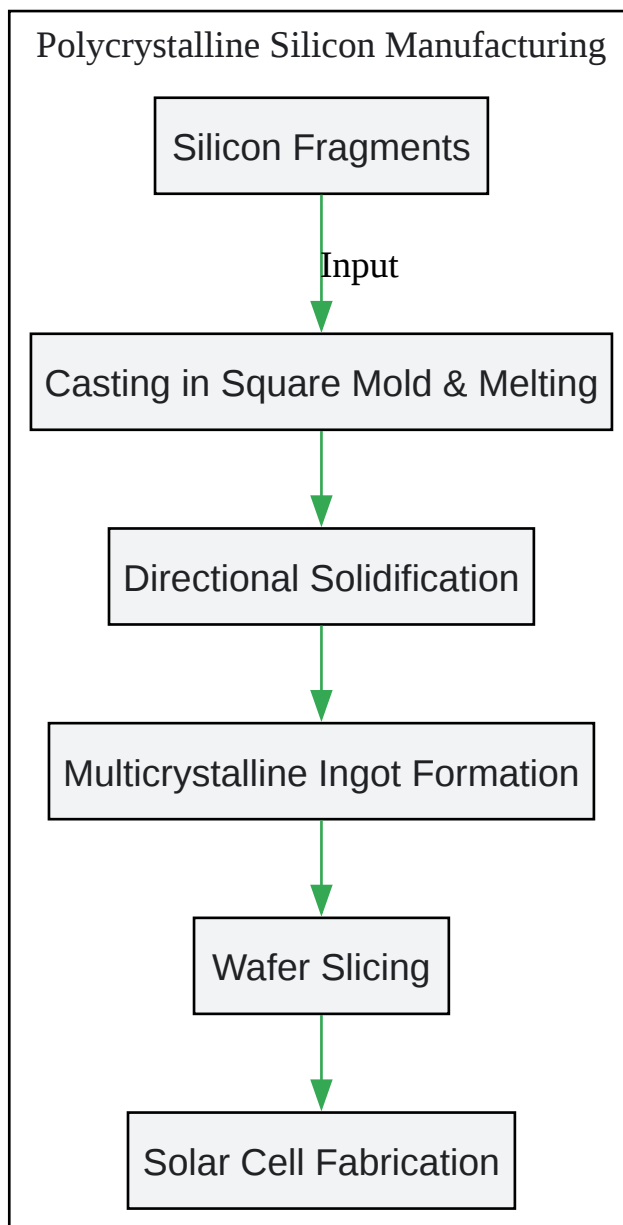 Polycrystalline Silicon Manufacturing
Silicon Fragments
Input
Casting in Square Mold & Melting
Directional Solidification
Multicrystalline Ingot Formation
Wafer Slicing
Solar Cell Fabrication